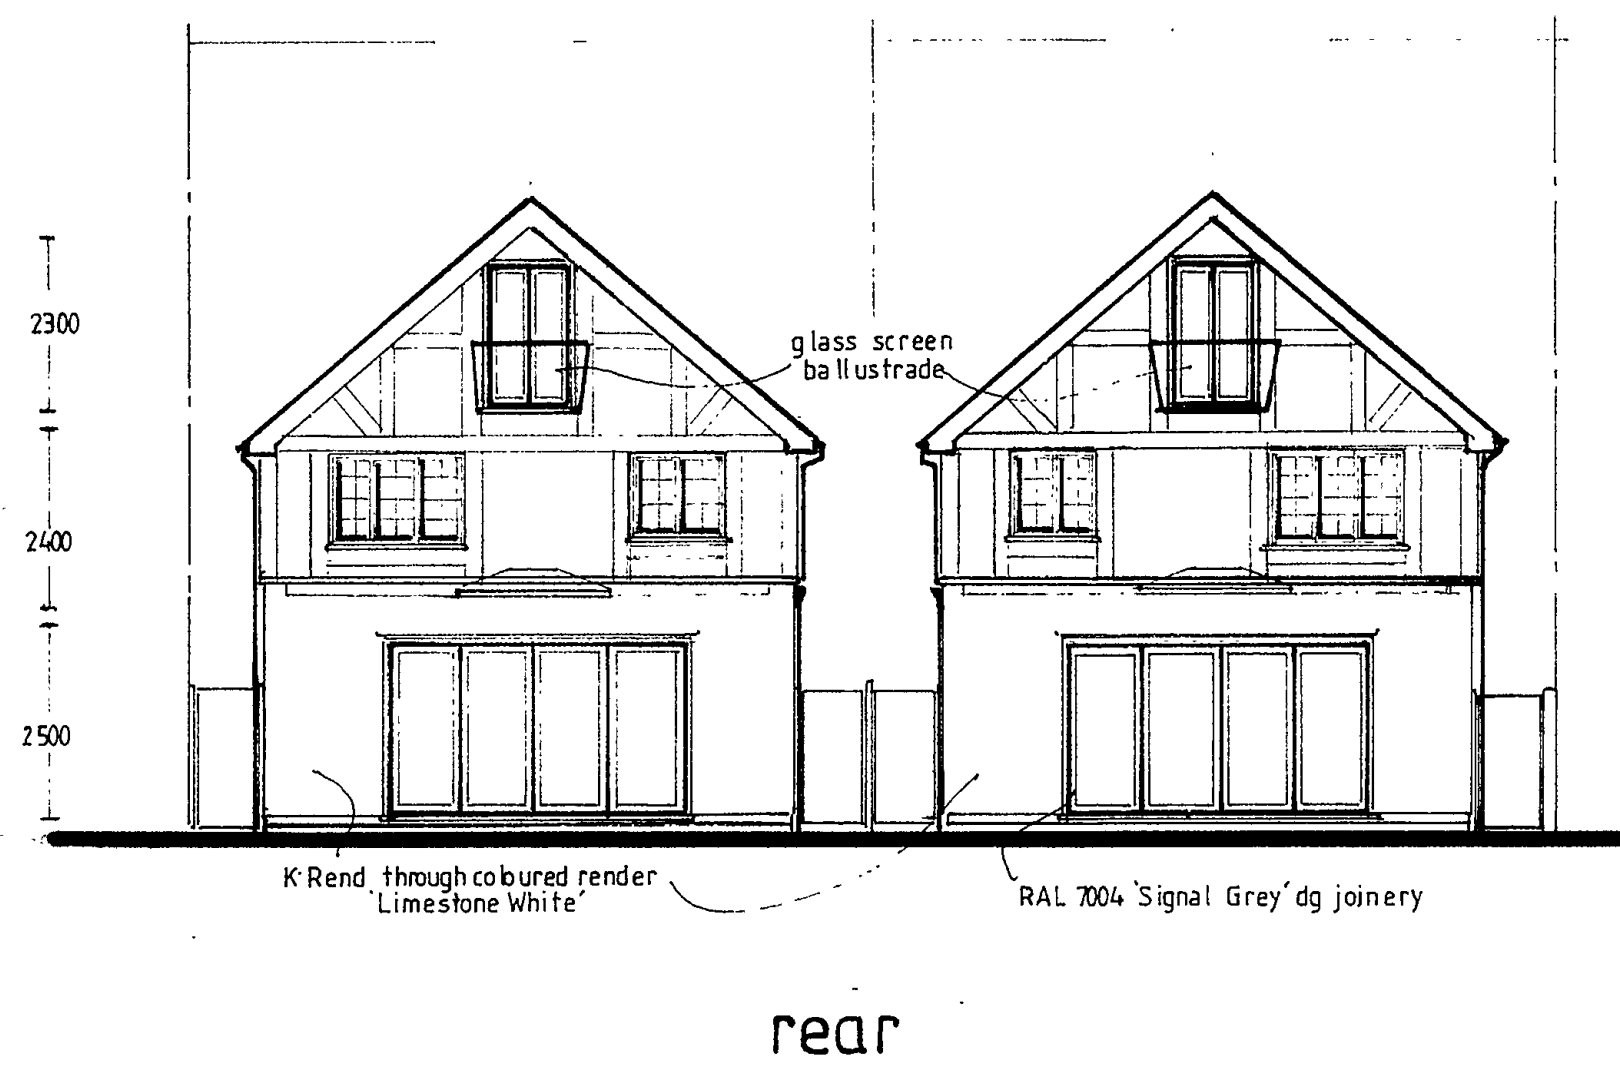 2300
glass screen
ballustrade
2400
2500
K·Rend through coloured render
'Limestone White'
RAL 7004 'Signal Grey' dg joinery
rear